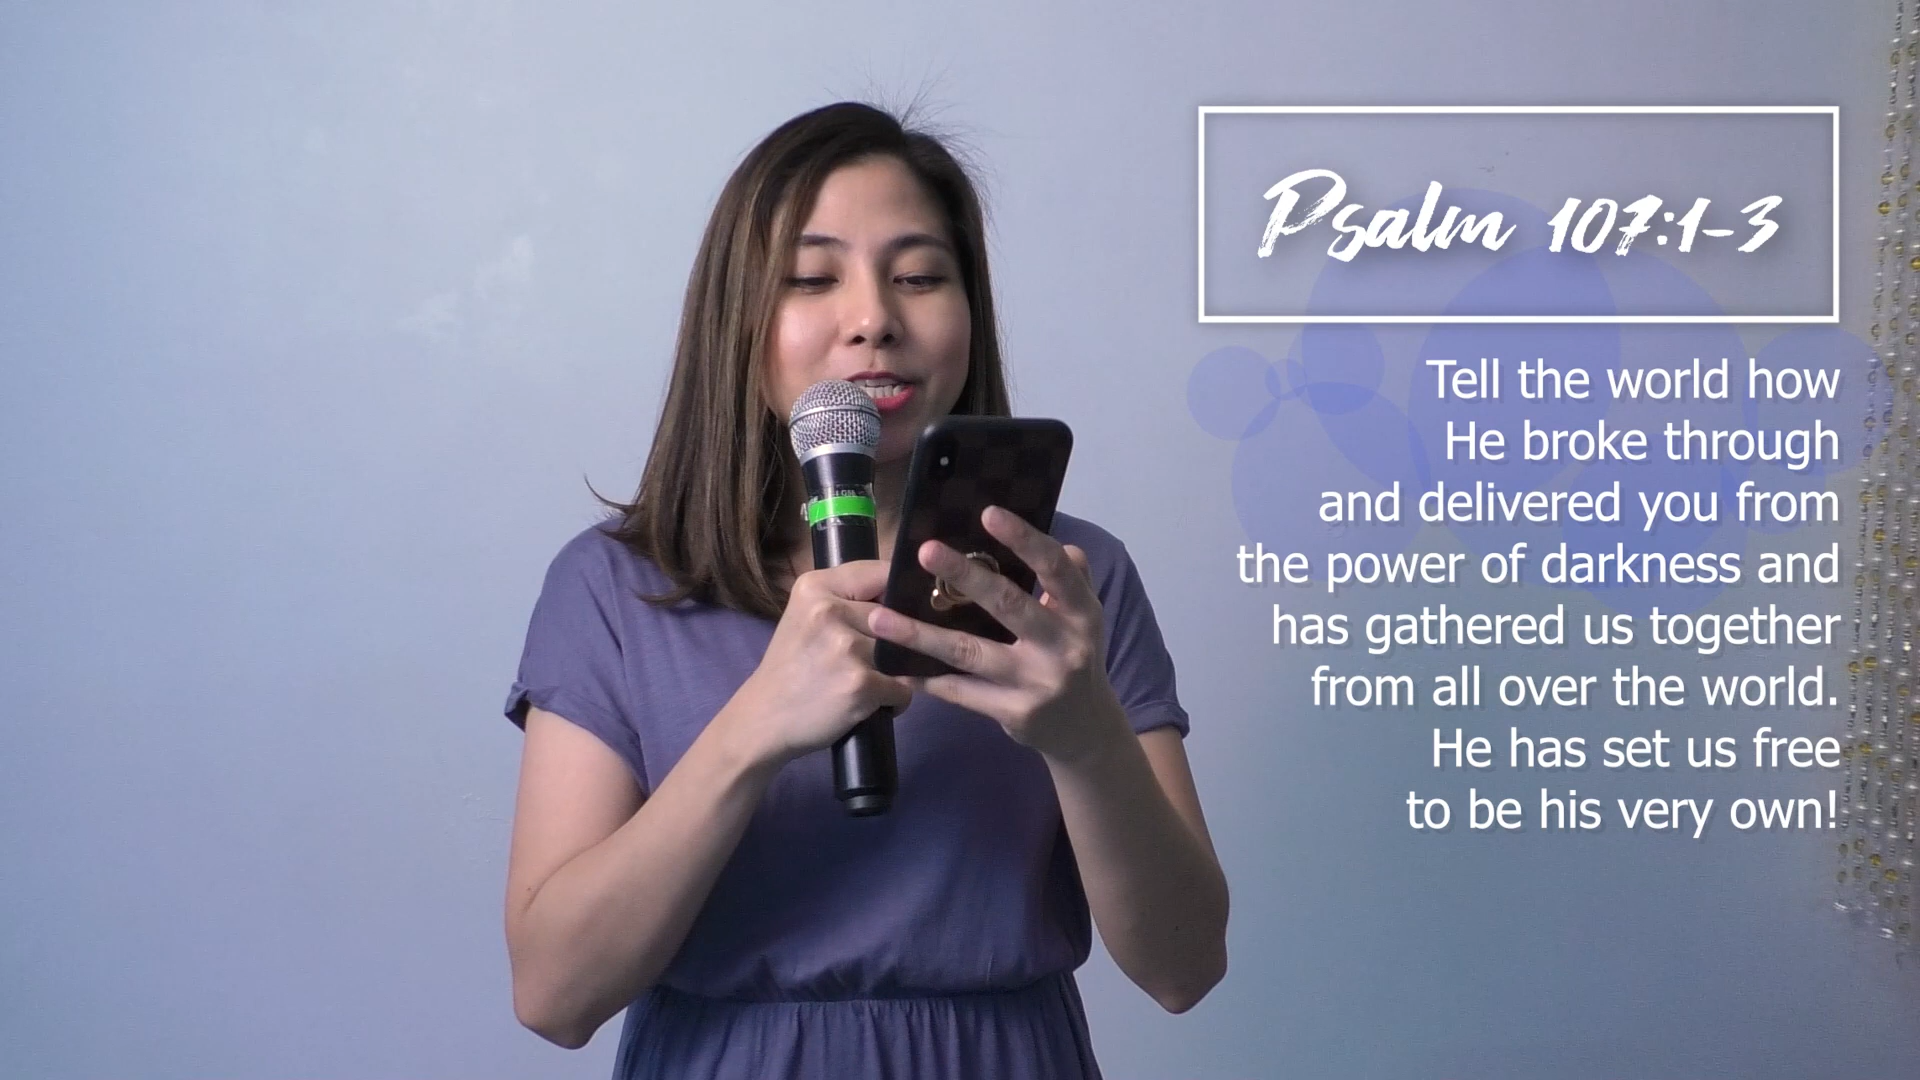 Psalm 107:1-3
Tell the world how
He broke through
and delivered you from
the power of darkness and
has gathered us together
from all over the world.
He has set us free
to be his very own!